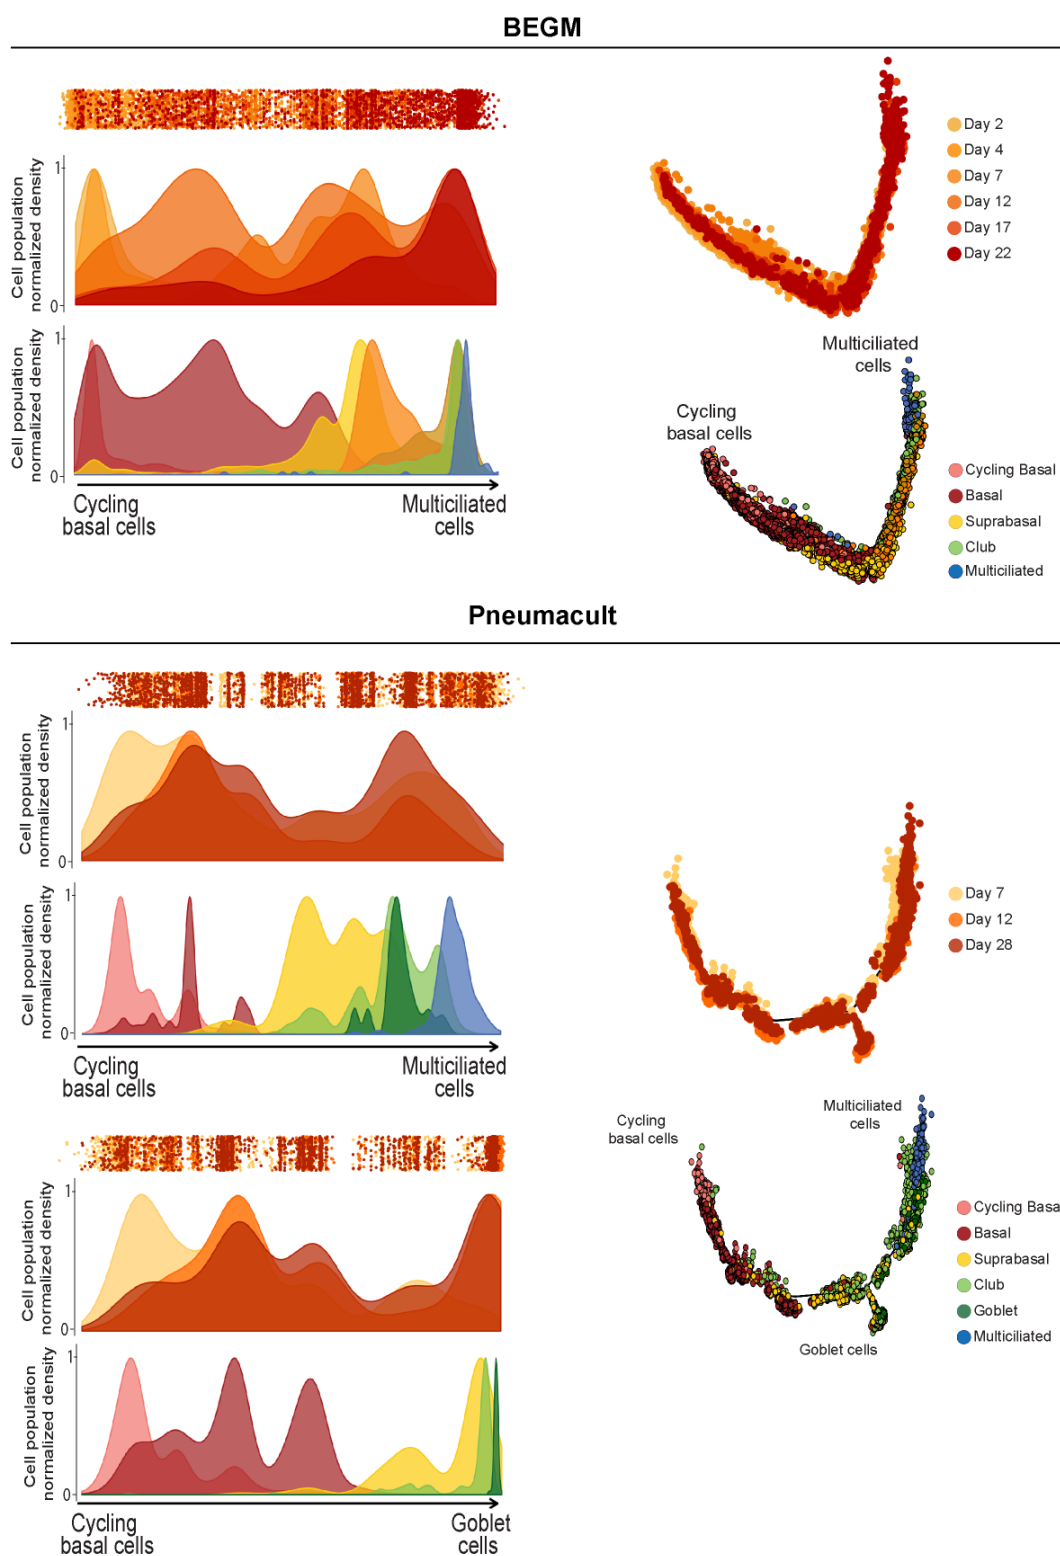 BEGM
Cell population
normalized density
1
0
Day 2
Day 4
Day 7
Day 12
Day 17
Day 22
Cell population
normalized density
1
0
Cycling
basal cells
Multiciliated
cells
Multiciliated
cells
Cycling
basal cells
Cycling Basal
Basal
Suprabasal
Club
Multiciliated
Pneumacult
Cell population
normalized density
1
0
Cell population
normalized density
1
0
Cycling
basal cells
Multiciliated
cells
Day 7
Day 12
Day 28
Cell population
normalized density
1
0
Cell population
normalized density
1
0
Cycling
basal cells
Goblet
cells
Cycling
basal cells
Multiciliated
cells
Goblet cells
Cycling Basa
Basal
Suprabasal
Club
Goblet
Multiciliated